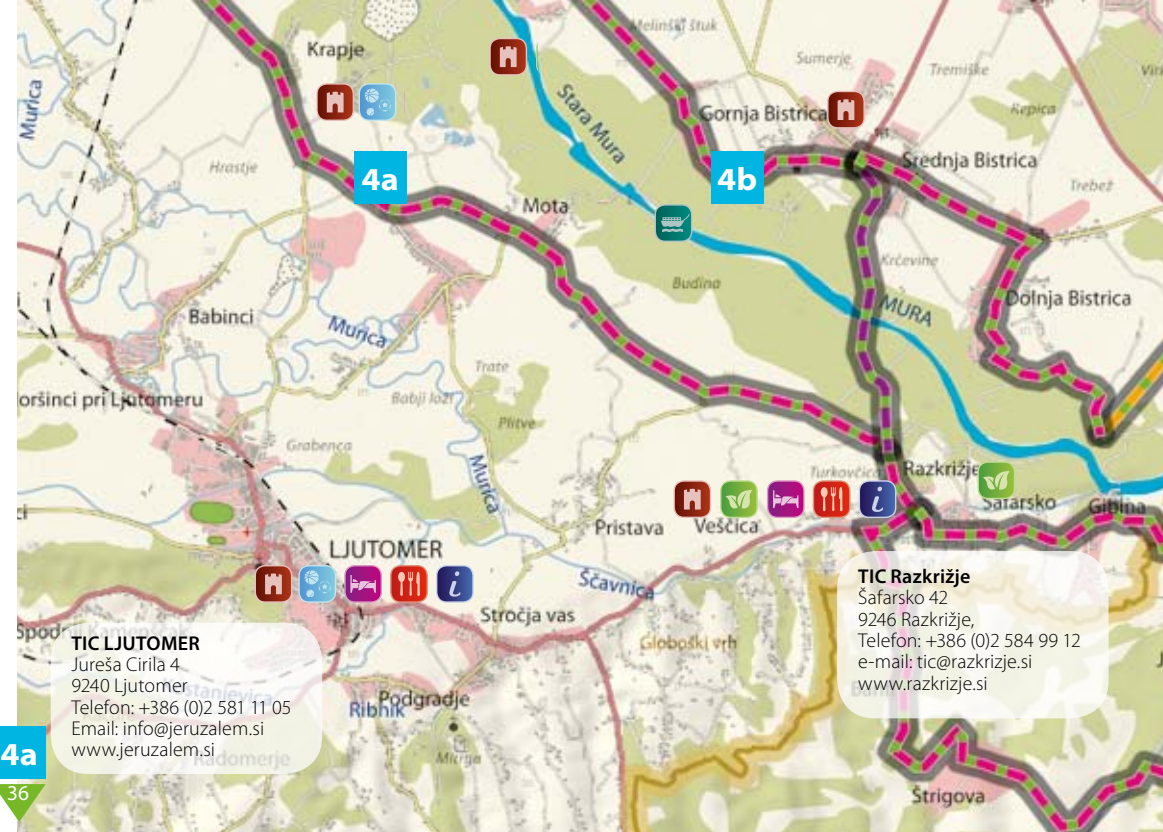 Krapje
Melinski štuk
Sumerje
Tremiške
Murica
Stara Mura
Gornja Bistrica
Repica
Hrastje
4a
4b
Srednja Bistrica
Trebež
Mota
Krčevine
Budina
MURA
Dolnja Bistrica
Babinci
Murica
Trate
oršinci pri Ljutomeru
Babji loži
Plitve
Grabenca
Murica
Turkovčica
Razkrižje
Šafarsko
Gibina
Pristava
Veščica
LJUTOMER
Ščavnica
Stročja vas
Globoški vrh
TIC Razkrižje
Šafarsko 42
9246 Razkrižje,
Telefon: +386 (0)2 584 99 12
e-mail: tic@razkrizje.si
www.razkrizje.si
TIC LJUTOMER
Jureša Cirila 4
9240 Ljutomer
Telefon: +386 (0)2 581 11 05
Email: info@jeruzalem.si
www.jeruzalem.si
Podgradje
Ribnik
Radomerje
Štrigova
4a
36